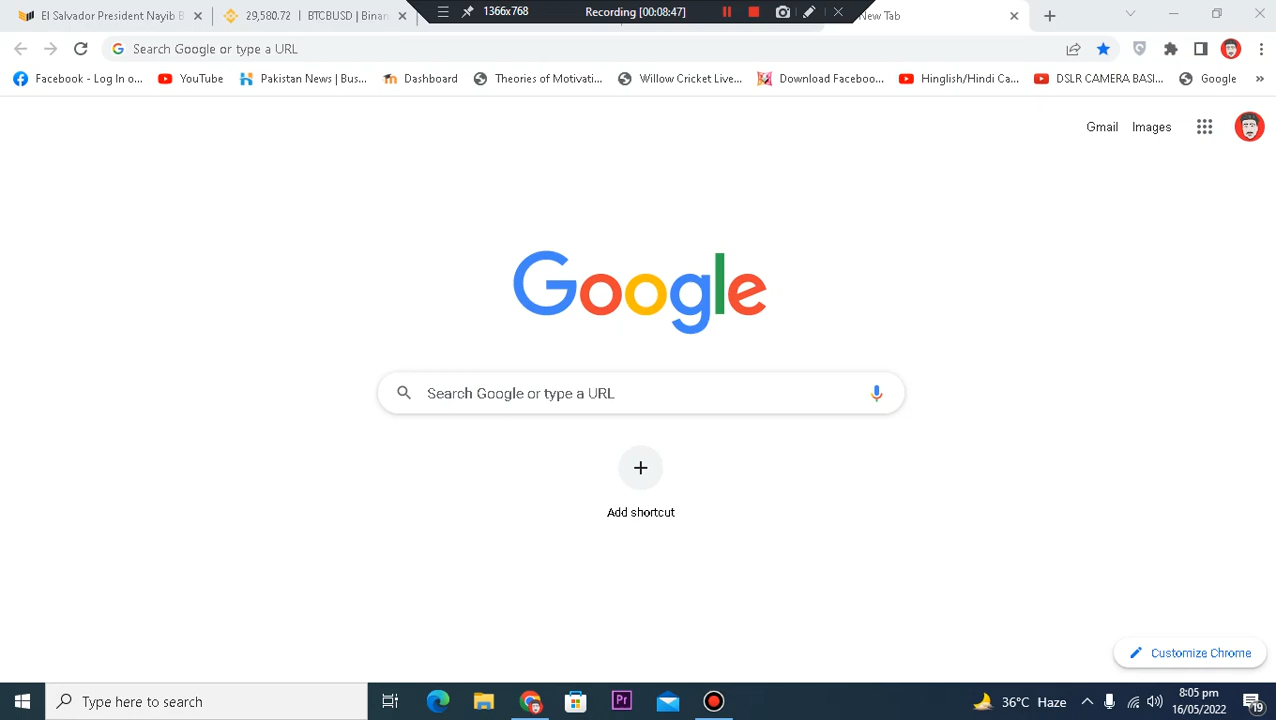 El Salvador President Nayib
29380.72 | BTCBUSD | Binan
1366x768
Recording [00:08:47]
New Tab
Search Google or type a URL
Facebook - Log In o...
YouTube
Pakistan News | Bus...
Dashboard
Theories of Motivati...
Willow Cricket Live...
Download Faceboo...
Hinglish/Hindi Ca...
DSLR CAMERA BASI...
Google
Gmail
Images
Google
Search Google or type a URL
Add shortcut
Customize Chrome
Type here to search
Pr
36°C Haze
8:05 pm
16/05/2022
19